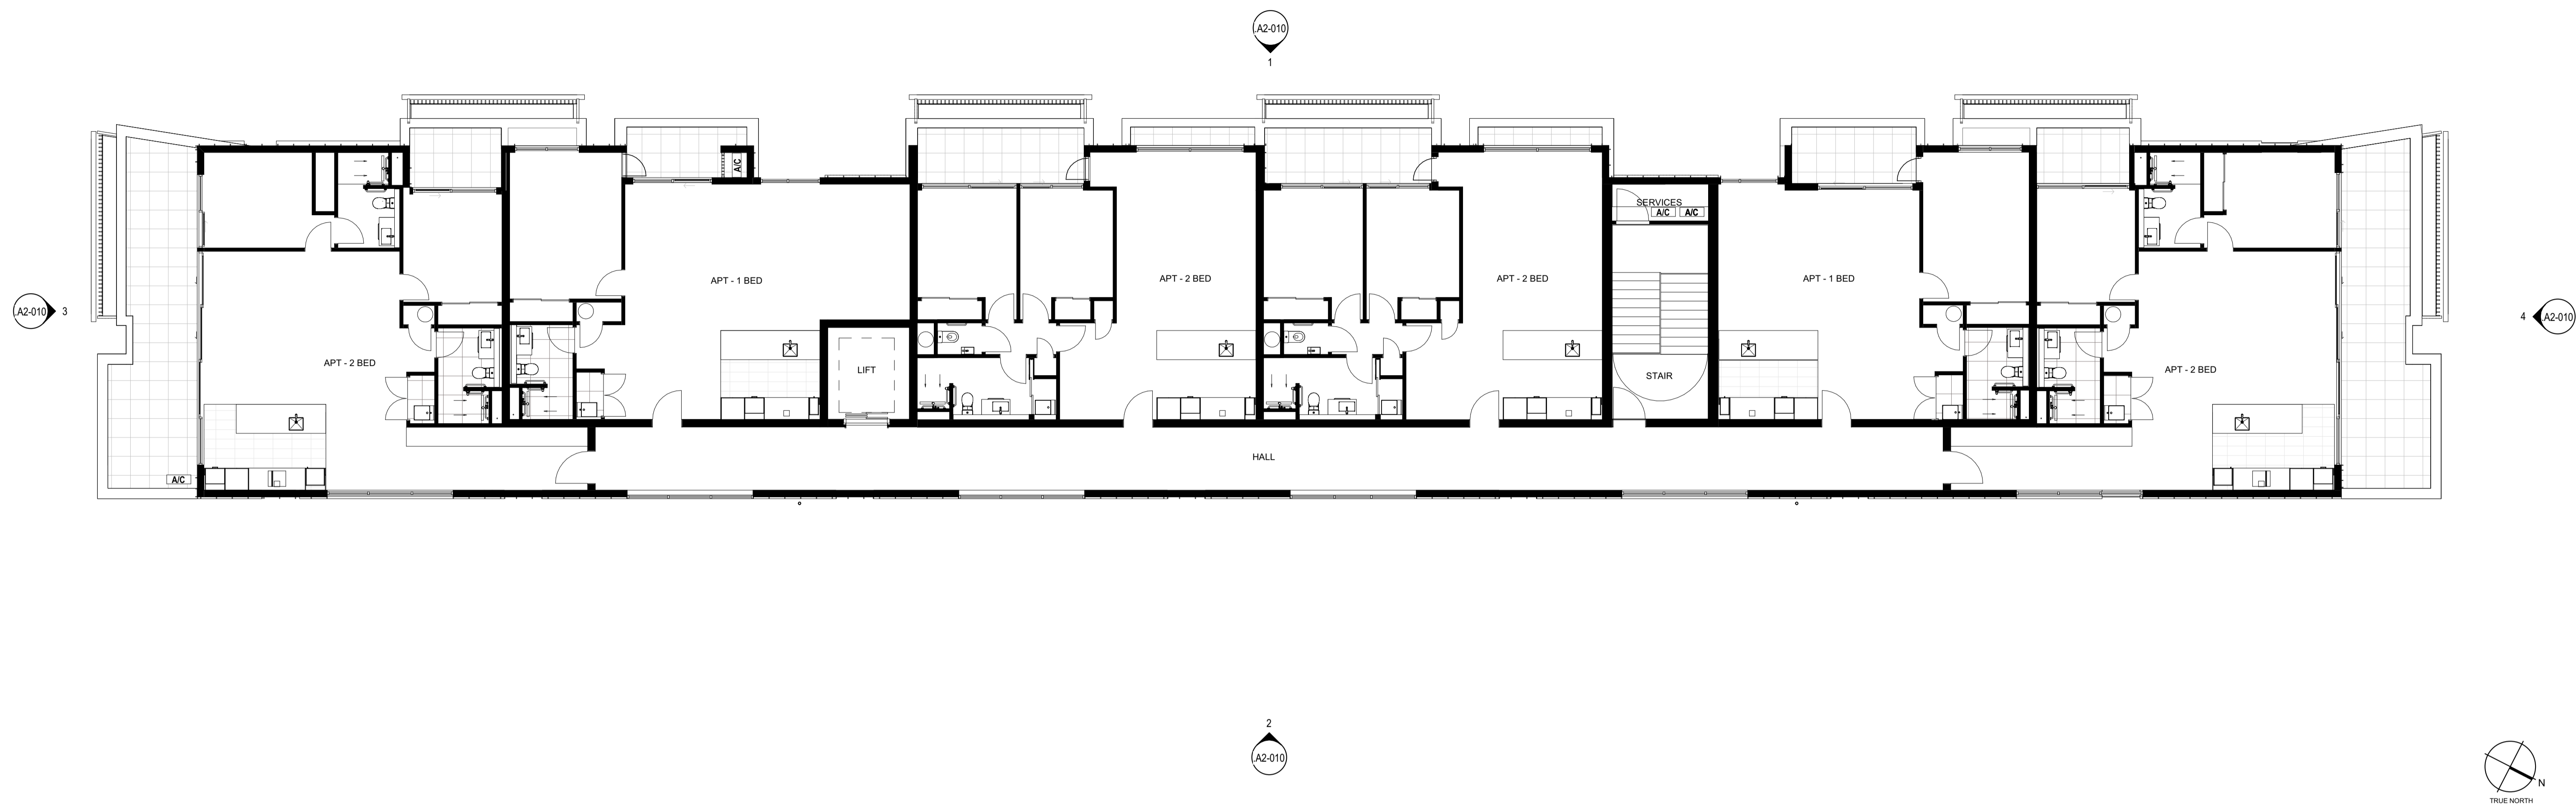 .A2-010
1
A/C
SERVICES
A/C A/C
APT - 1 BED
APT - 2 BED
APT - 2 BED
APT - 1 BED
.A2-010 3
4 .A2-010
APT - 2 BED
LIFT
STAIR
APT - 2 BED
HALL
A/C
2
.A2-010
N
TRUE NORTH